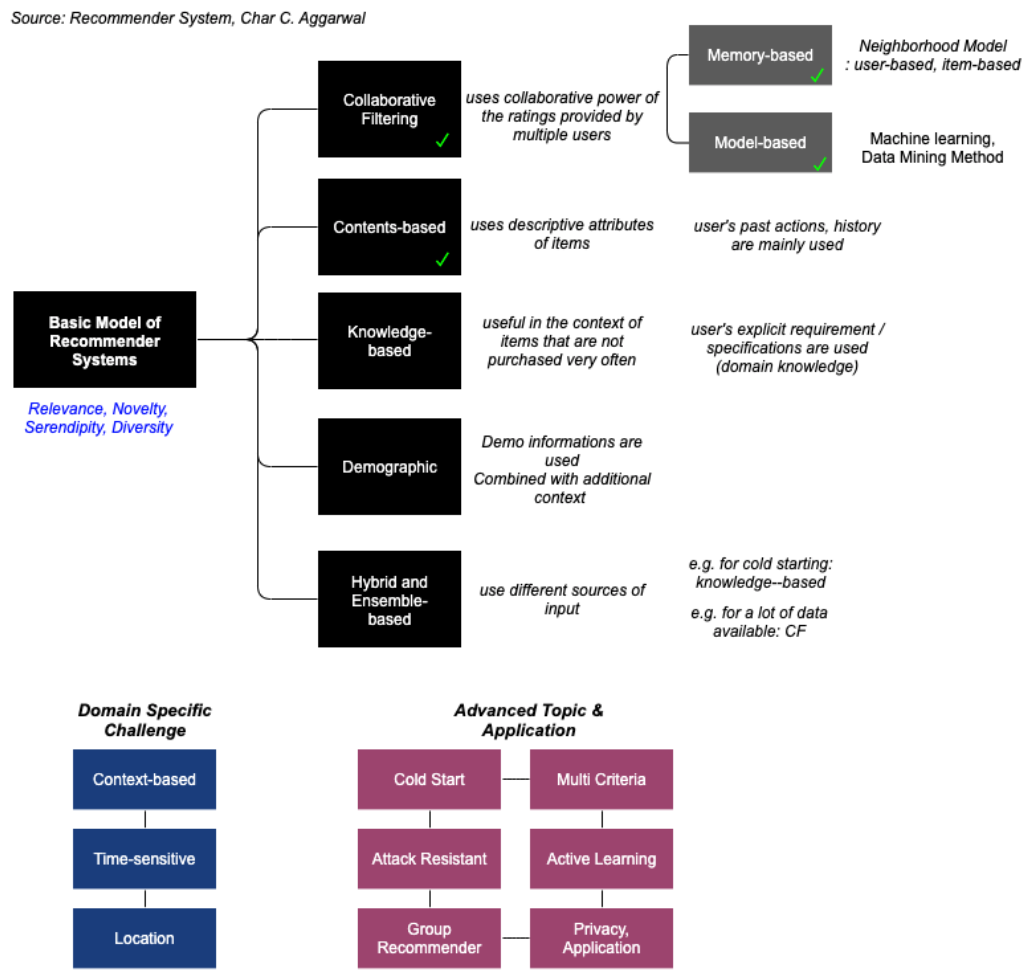 Source: Recommender System, Char C. Aggarwal
Memory-based
Neighborhood Model
: user-based, item-based
Collaborative
Filtering
uses collaborative power of
the ratings provided by
multiple users
Model-based
Machine learning,
Data Mining Method
Contents-based
uses descriptive attributes
of items
user's past actions, history
are mainly used
Basic Model of
Recommender
Systems
Relevance, Novelty,
Serendipity, Diversity
Knowledge-
based
useful in the context of
items that are not
purchased very often
user's explicit requirement /
specifications are used
(domain knowledge)
Demographic
Demo informations are
used
Combined with additional
context
Hybrid and
Ensemble-
based
use different sources of
input
e.g. for cold starting:
knowledge--based
e.g. for a lot of data
available: CF
Domain Specific
Challenge
Context-based
Time-sensitive
Location
Advanced Topic &
Application
Cold Start
Multi Criteria
Attack Resistant
Active Learning
Group
Recommender
Privacy,
Application